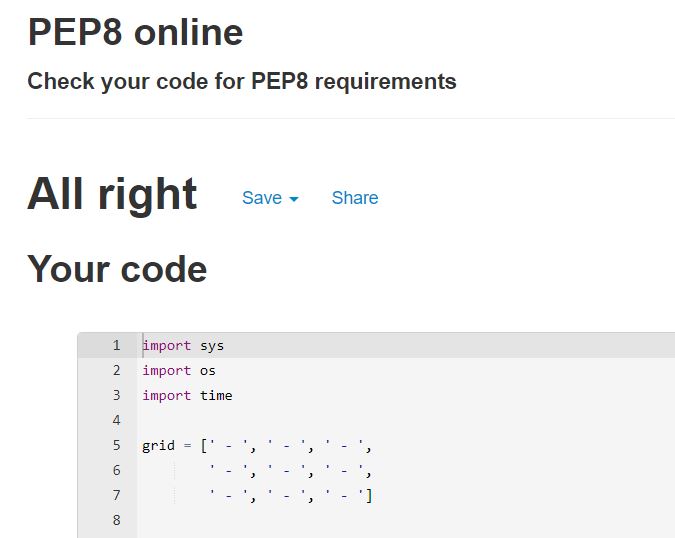 PEP8 online
Check your code for PEP8 requirements
All right Save Share
Your code
1 import sys
2 import os
3 import time
4
5 grid = [' - ', ' - ', ' - ',
6 ' - ', ' - ', ' - ',
7 ' - ', ' - ', ' - ']
8